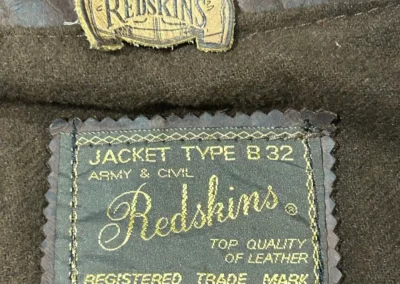 REDSKINS
JACKET TYPE B 32
ARMY & CIVIL
Redskins ®
TOP QUALITY
OF LEATHER
REGISTERED TRADE MARK